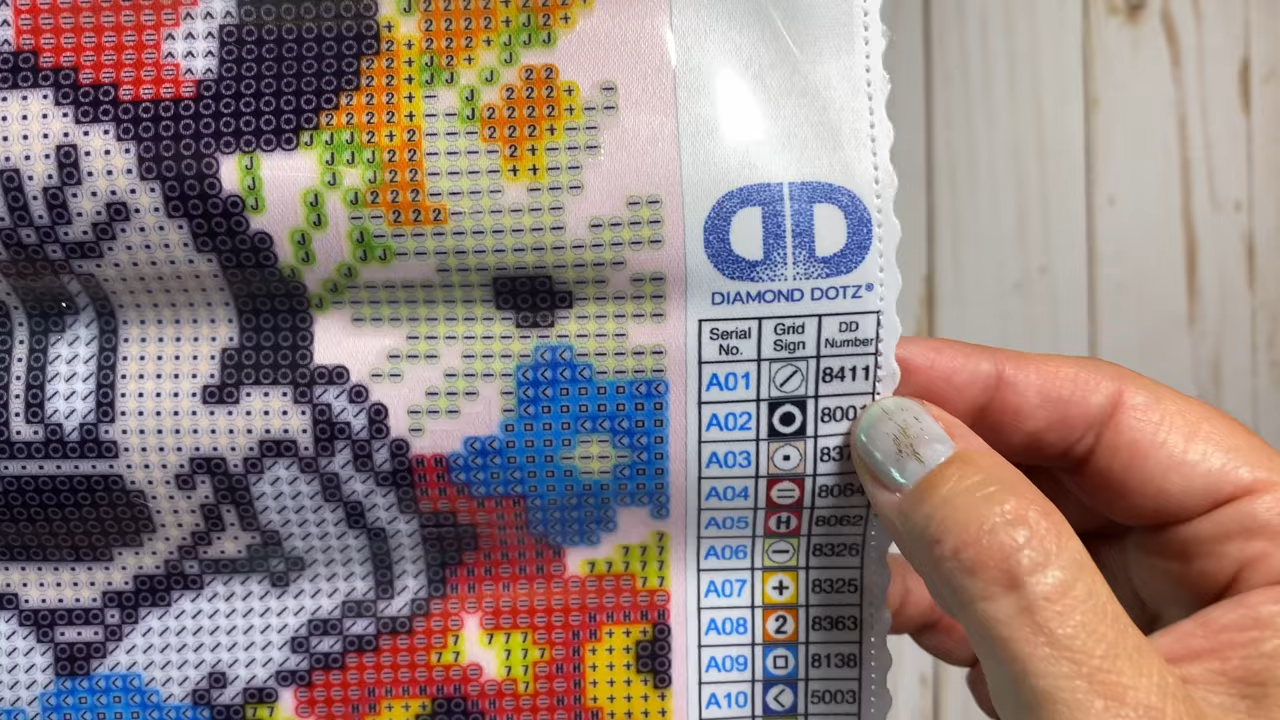 DIAMOND DOTZ®
Serial No. Grid Sign DD Number
A01 8411
A02
A03
A04 = 8064
A05 H 8062
A06 − 8326
A07 + 8325
A08 2 8363
A09 8138
A10 < 5003